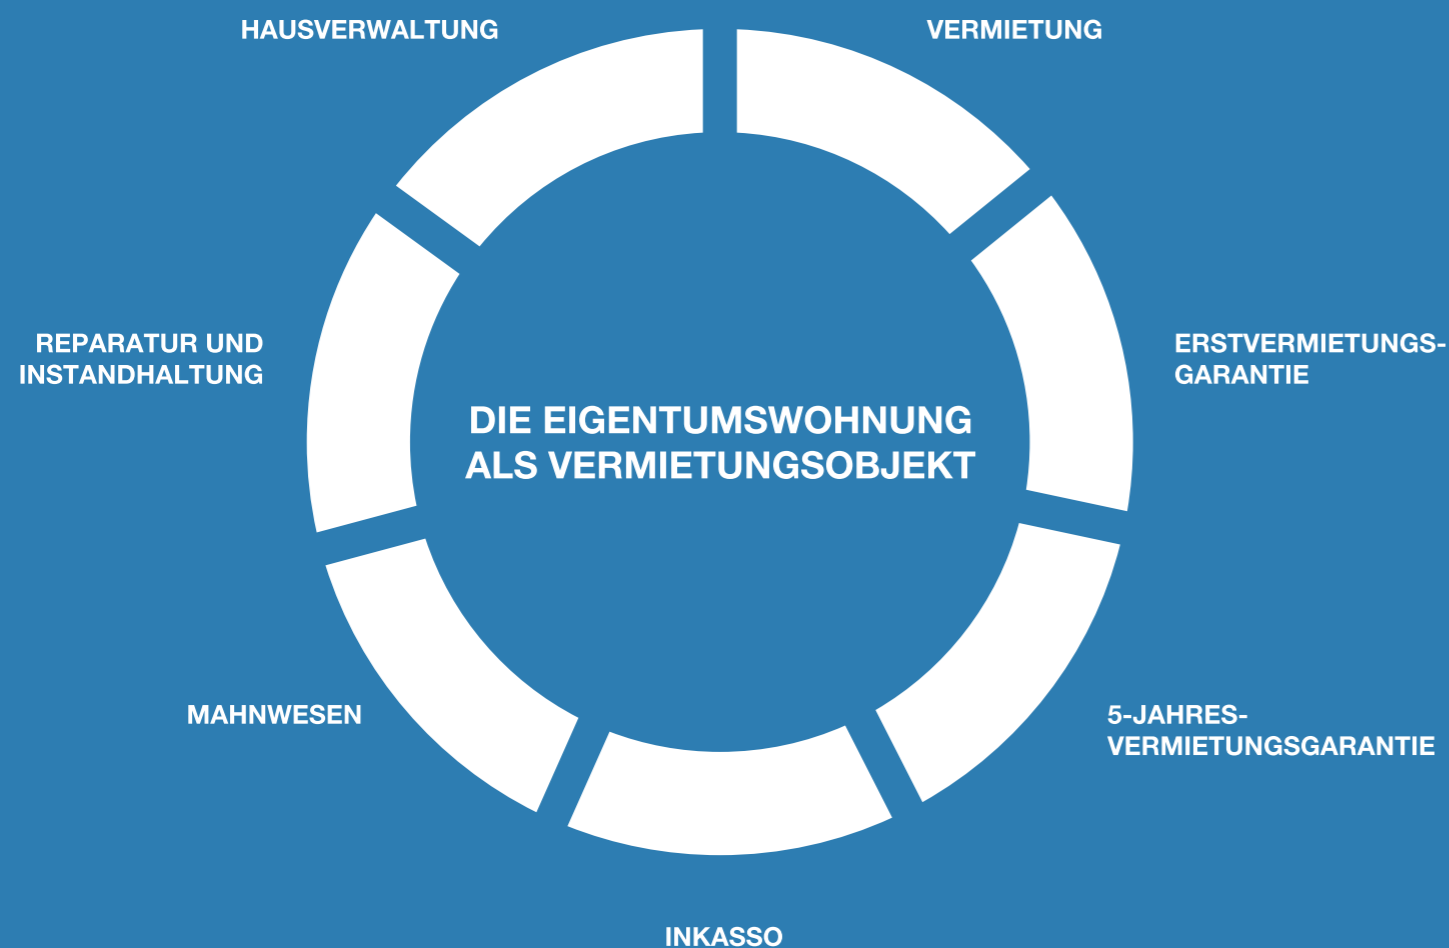 HAUSVERWALTUNG
VERMIETUNG
REPARATUR UND
INSTANDHALTUNG
ERSTVERMIETUNGS-
GARANTIE
DIE EIGENTUMSWOHNUNG
ALS VERMIETUNGSOBJEKT
MAHNWESEN
5-JAHRES-
VERMIETUNGSGARANTIE
INKASSO